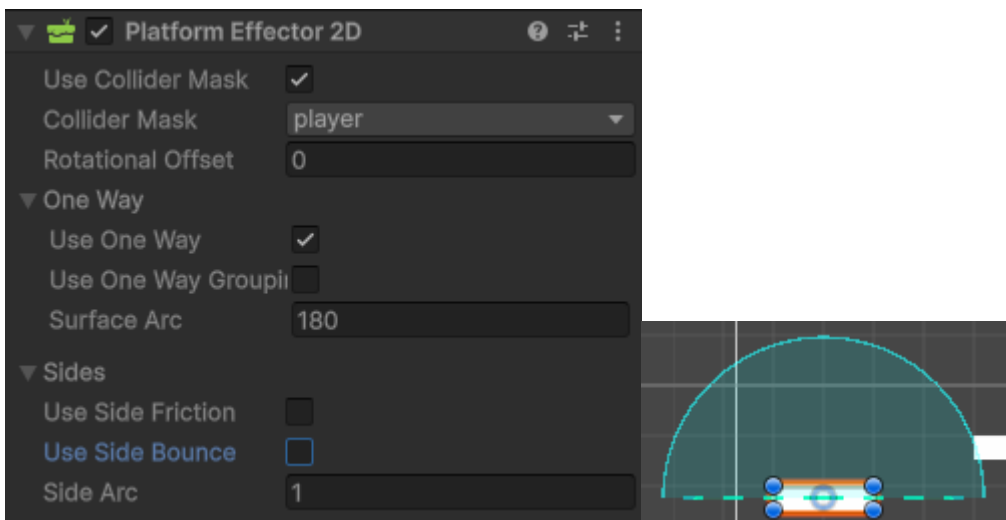 Platform Effector 2D
Use Collider Mask
Collider Mask player
Rotational Offset 0
One Way
Use One Way
Use One Way Groupi
Surface Arc 180
Sides
Use Side Friction
Use Side Bounce
Side Arc 1